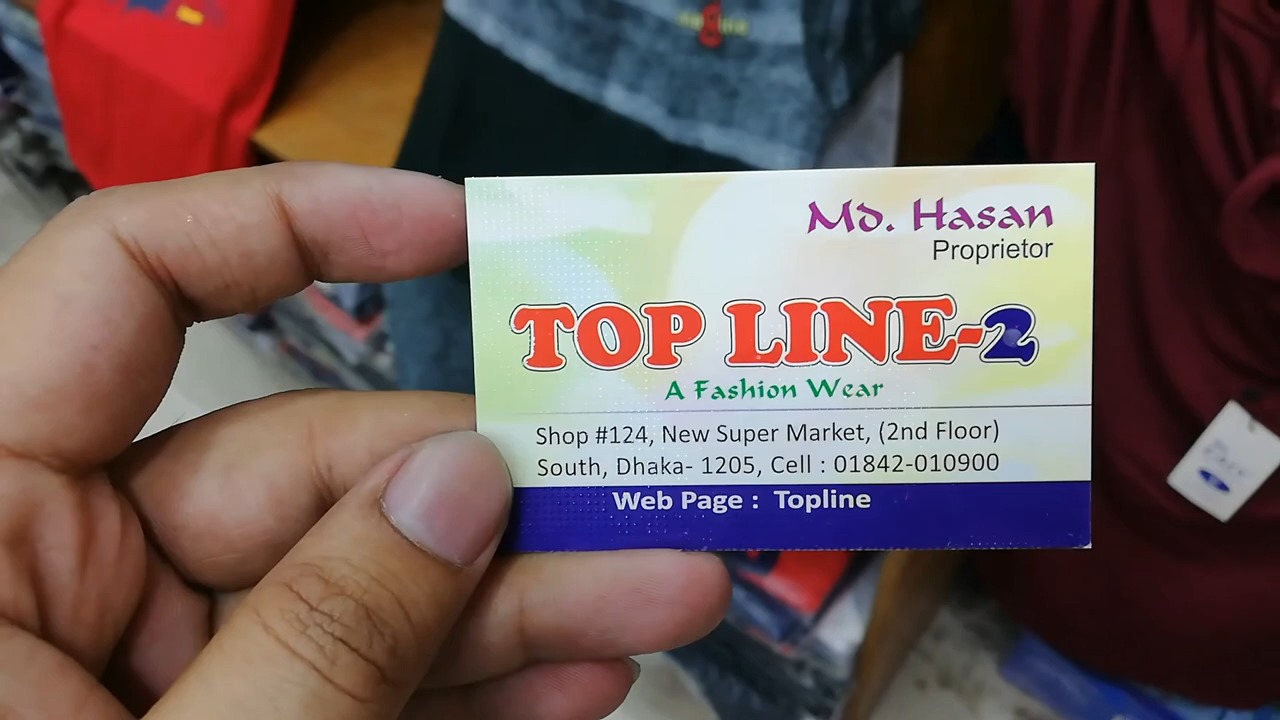 Md. Hasan
Proprietor
TOP LINE-2
A Fashion Wear
Shop #124, New Super Market, (2nd Floor)
South, Dhaka- 1205, Cell : 01842-010900
Web Page : Topline